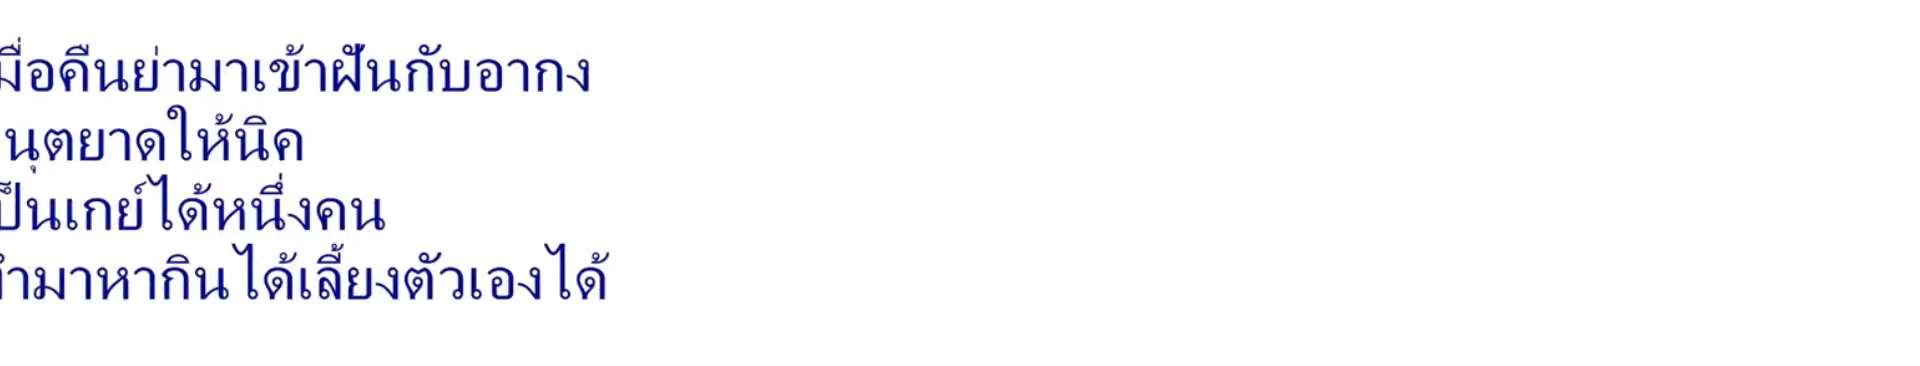 มื่อคืนย่ามาเข้าฝันกับอากง
นุตยาดให้นิค
ป็นเกย์ได้หนึ่งคน
ทำมาหากินได้เลี้ยงตัวเองได้